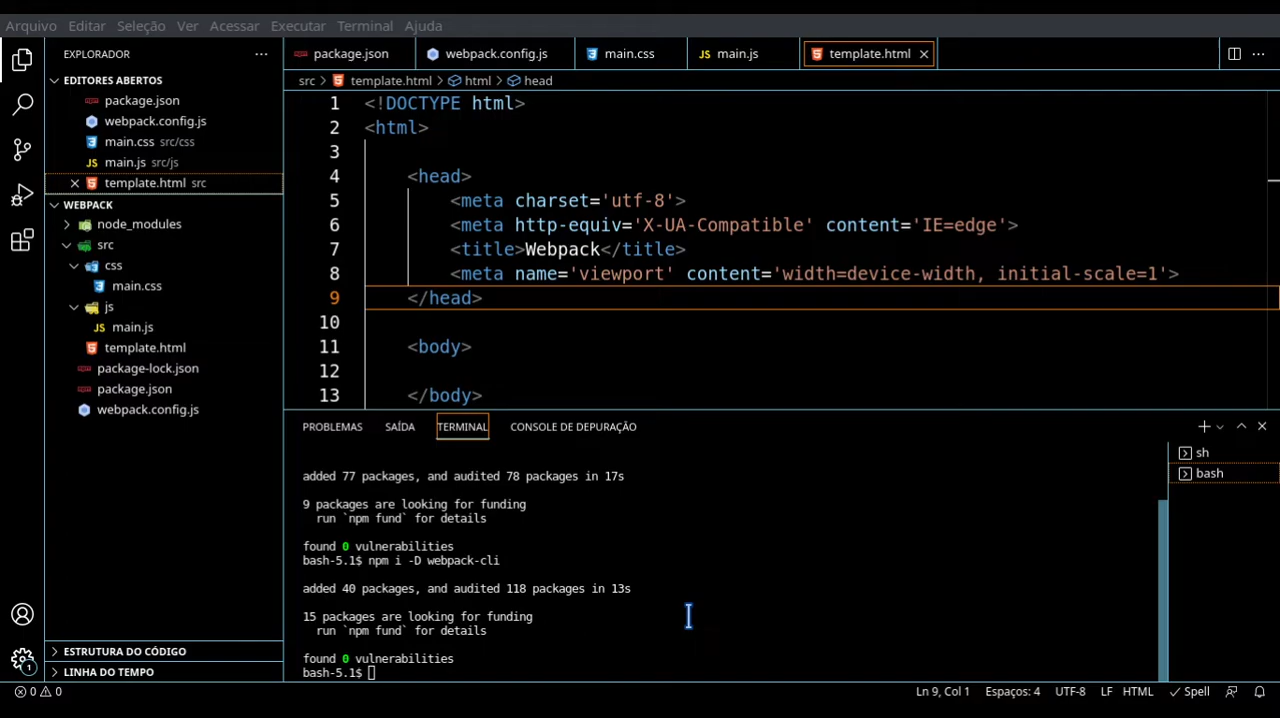 Arquivo Editar Seleção Ver Acessar Executar Terminal Ajuda
EXPLORADOR
EDITORES ABERTOS
package.json
webpack.config.js
main.css src/css
JS main.js src/js
template.html src
WEBPACK
node_modules
src
css
main.css
js
JS main.js
template.html
package-lock.json
package.json
webpack.config.js
ESTRUTURA DO CÓDIGO
LINHA DO TEMPO
package.json webpack.config.js main.css JS main.js template.html
src > template.html > html > head
1 <!DOCTYPE html>
2 <html>
3
4 <head>
5 <meta charset='utf-8'>
6 <meta http-equiv='X-UA-Compatible' content='IE=edge'>
7 <title>Webpack</title>
8 <meta name='viewport' content='width=device-width, initial-scale=1'>
9 </head>
10
11 <body>
12
13 </body>
PROBLEMAS SAÍDA TERMINAL CONSOLE DE DEPURAÇÃO
added 77 packages, and audited 78 packages in 17s
9 packages are looking for funding
run `npm fund` for details
found 0 vulnerabilities
bash-5.1$ npm i -D webpack-cli
added 40 packages, and audited 118 packages in 13s
15 packages are looking for funding
run `npm fund` for details
found 0 vulnerabilities
bash-5.1$
sh
bash
1
0 0
Ln 9, Col 1 Espaços: 4 UTF-8 LF HTML Spell